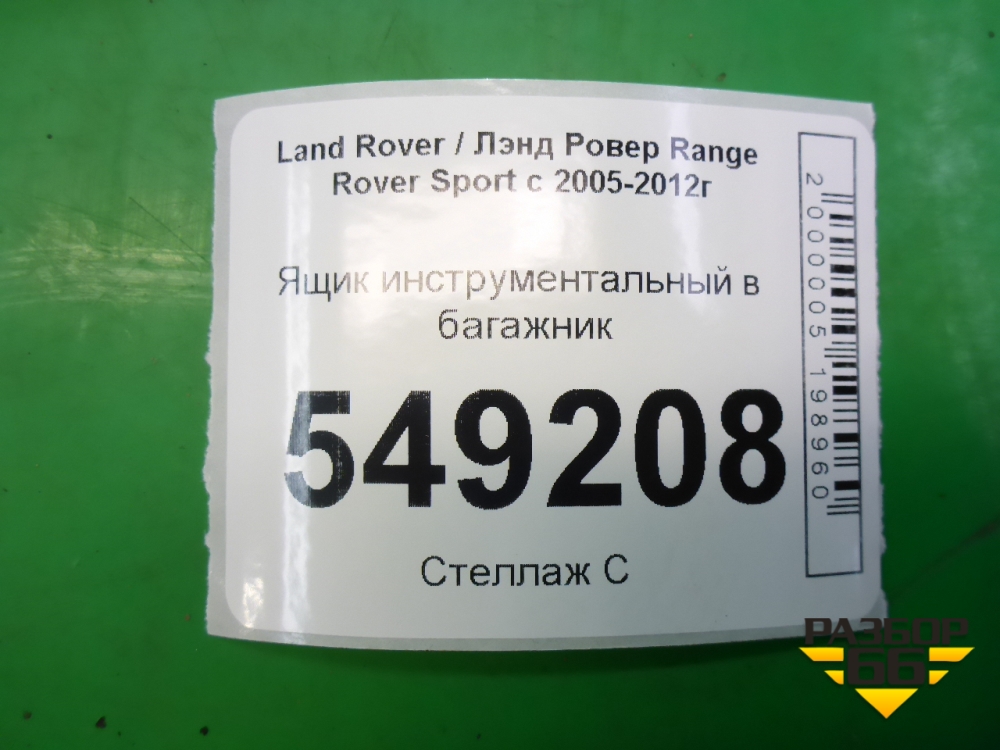 Land Rover / Лэнд Ровер Range
Rover Sport с 2005-2012г
Ящик инструментальный в
багажник
549208
Стеллаж С
2000005198960
РАЗБОР
66